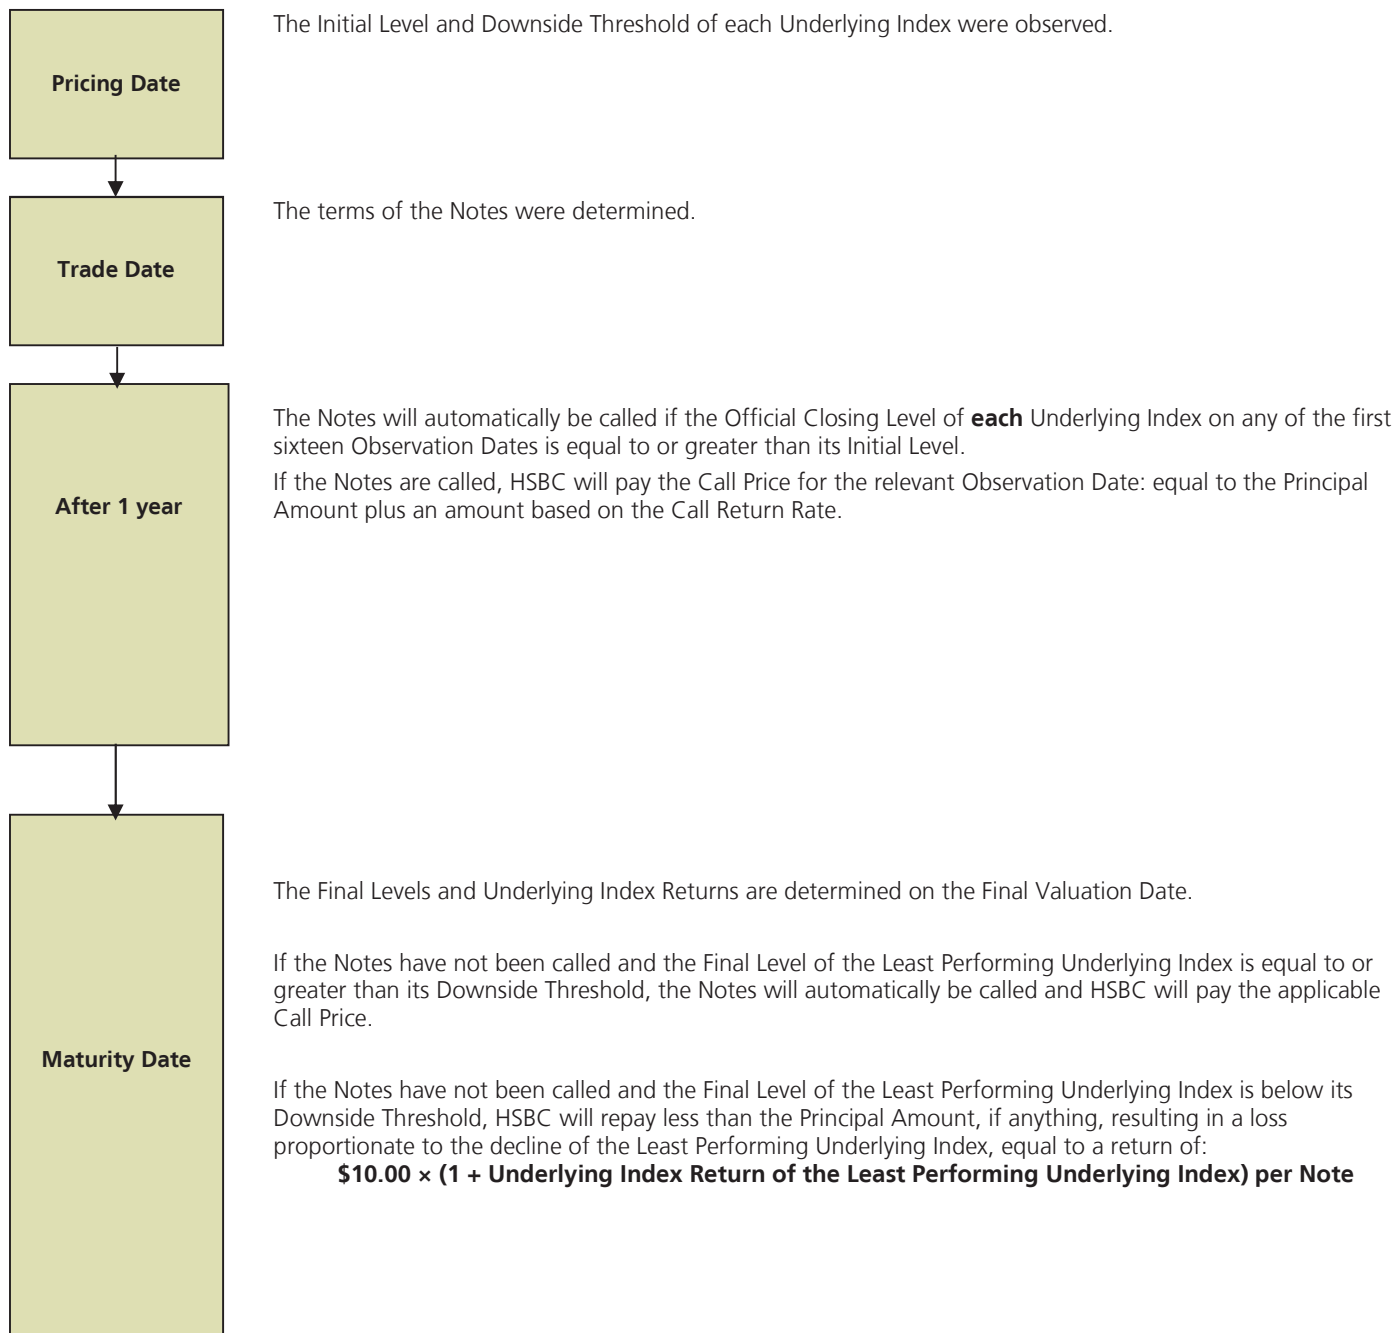 The Initial Level and Downside Threshold of each Underlying Index were observed.
Pricing Date
The terms of the Notes were determined.
Trade Date
The Notes will automatically be called if the Official Closing Level of each Underlying Index on any of the first
sixteen Observation Dates is equal to or greater than its Initial Level.
If the Notes are called, HSBC will pay the Call Price for the relevant Observation Date: equal to the Principal
Amount plus an amount based on the Call Return Rate.
After 1 year
The Final Levels and Underlying Index Returns are determined on the Final Valuation Date.
If the Notes have not been called and the Final Level of the Least Performing Underlying Index is equal to or
greater than its Downside Threshold, the Notes will automatically be called and HSBC will pay the applicable
Call Price.
Maturity Date
If the Notes have not been called and the Final Level of the Least Performing Underlying Index is below its
Downside Threshold, HSBC will repay less than the Principal Amount, if anything, resulting in a loss
proportionate to the decline of the Least Performing Underlying Index, equal to a return of:
$10.00 × (1 + Underlying Index Return of the Least Performing Underlying Index) per Note